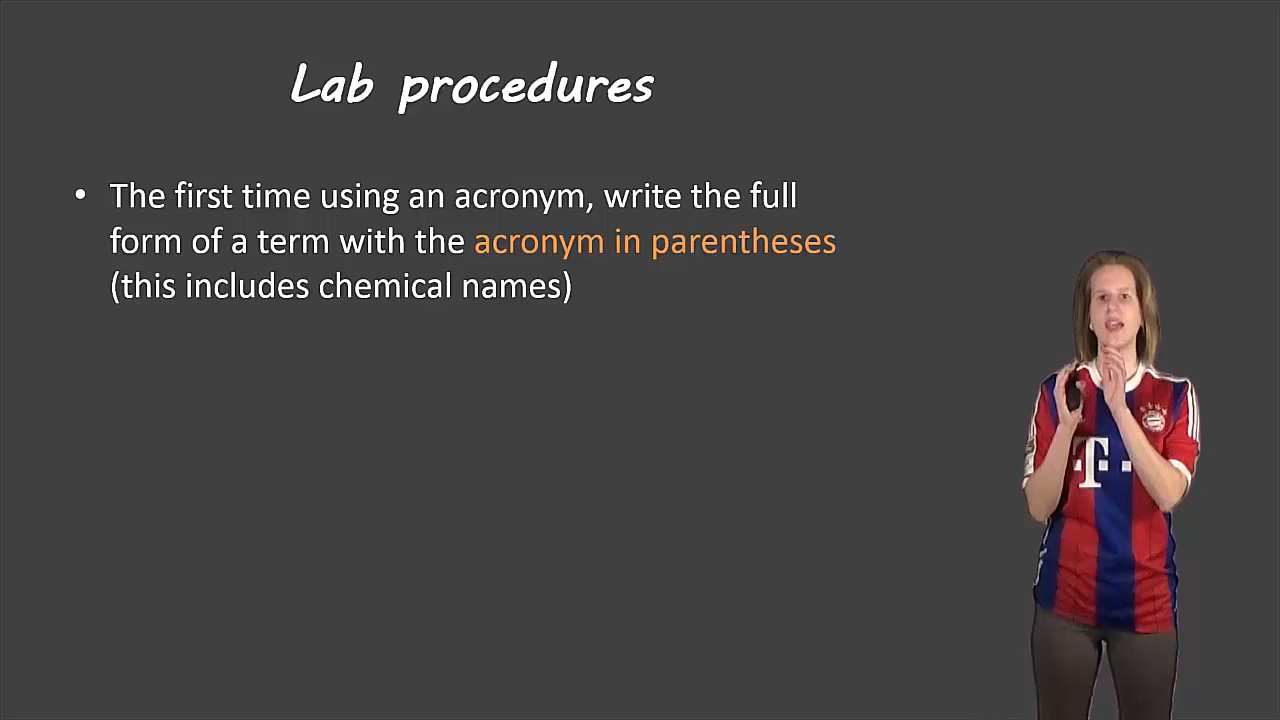 Lab procedures
• The first time using an acronym, write the full
form of a term with the acronym in parentheses
(this includes chemical names)
T